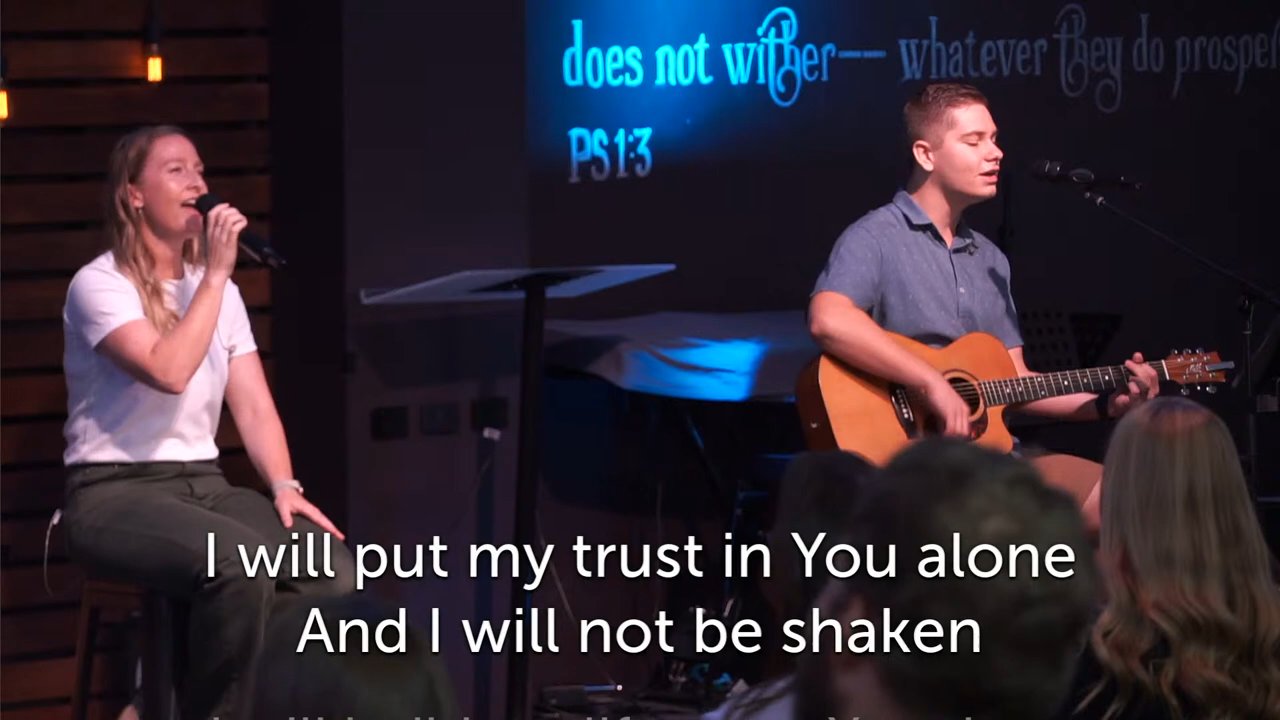 does not wither— whatever they do prosper
PS 1:3
I will put my trust in You alone
And I will not be shaken